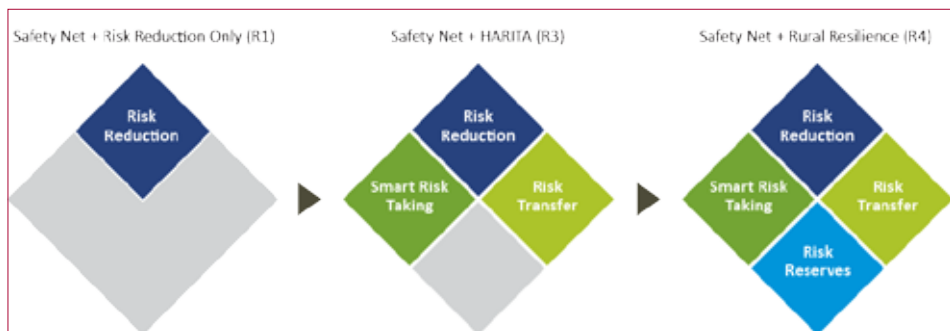 Safety Net + Risk Reduction Only (R1)
Safety Net + HARITA (R3)
Safety Net + Rural Resilience (R4)
Risk
Reduction
Risk
Reduction
Smart Risk
Taking
Risk
Transfer
Risk
Reduction
Smart Risk
Taking
Risk
Transfer
Risk
Reserves